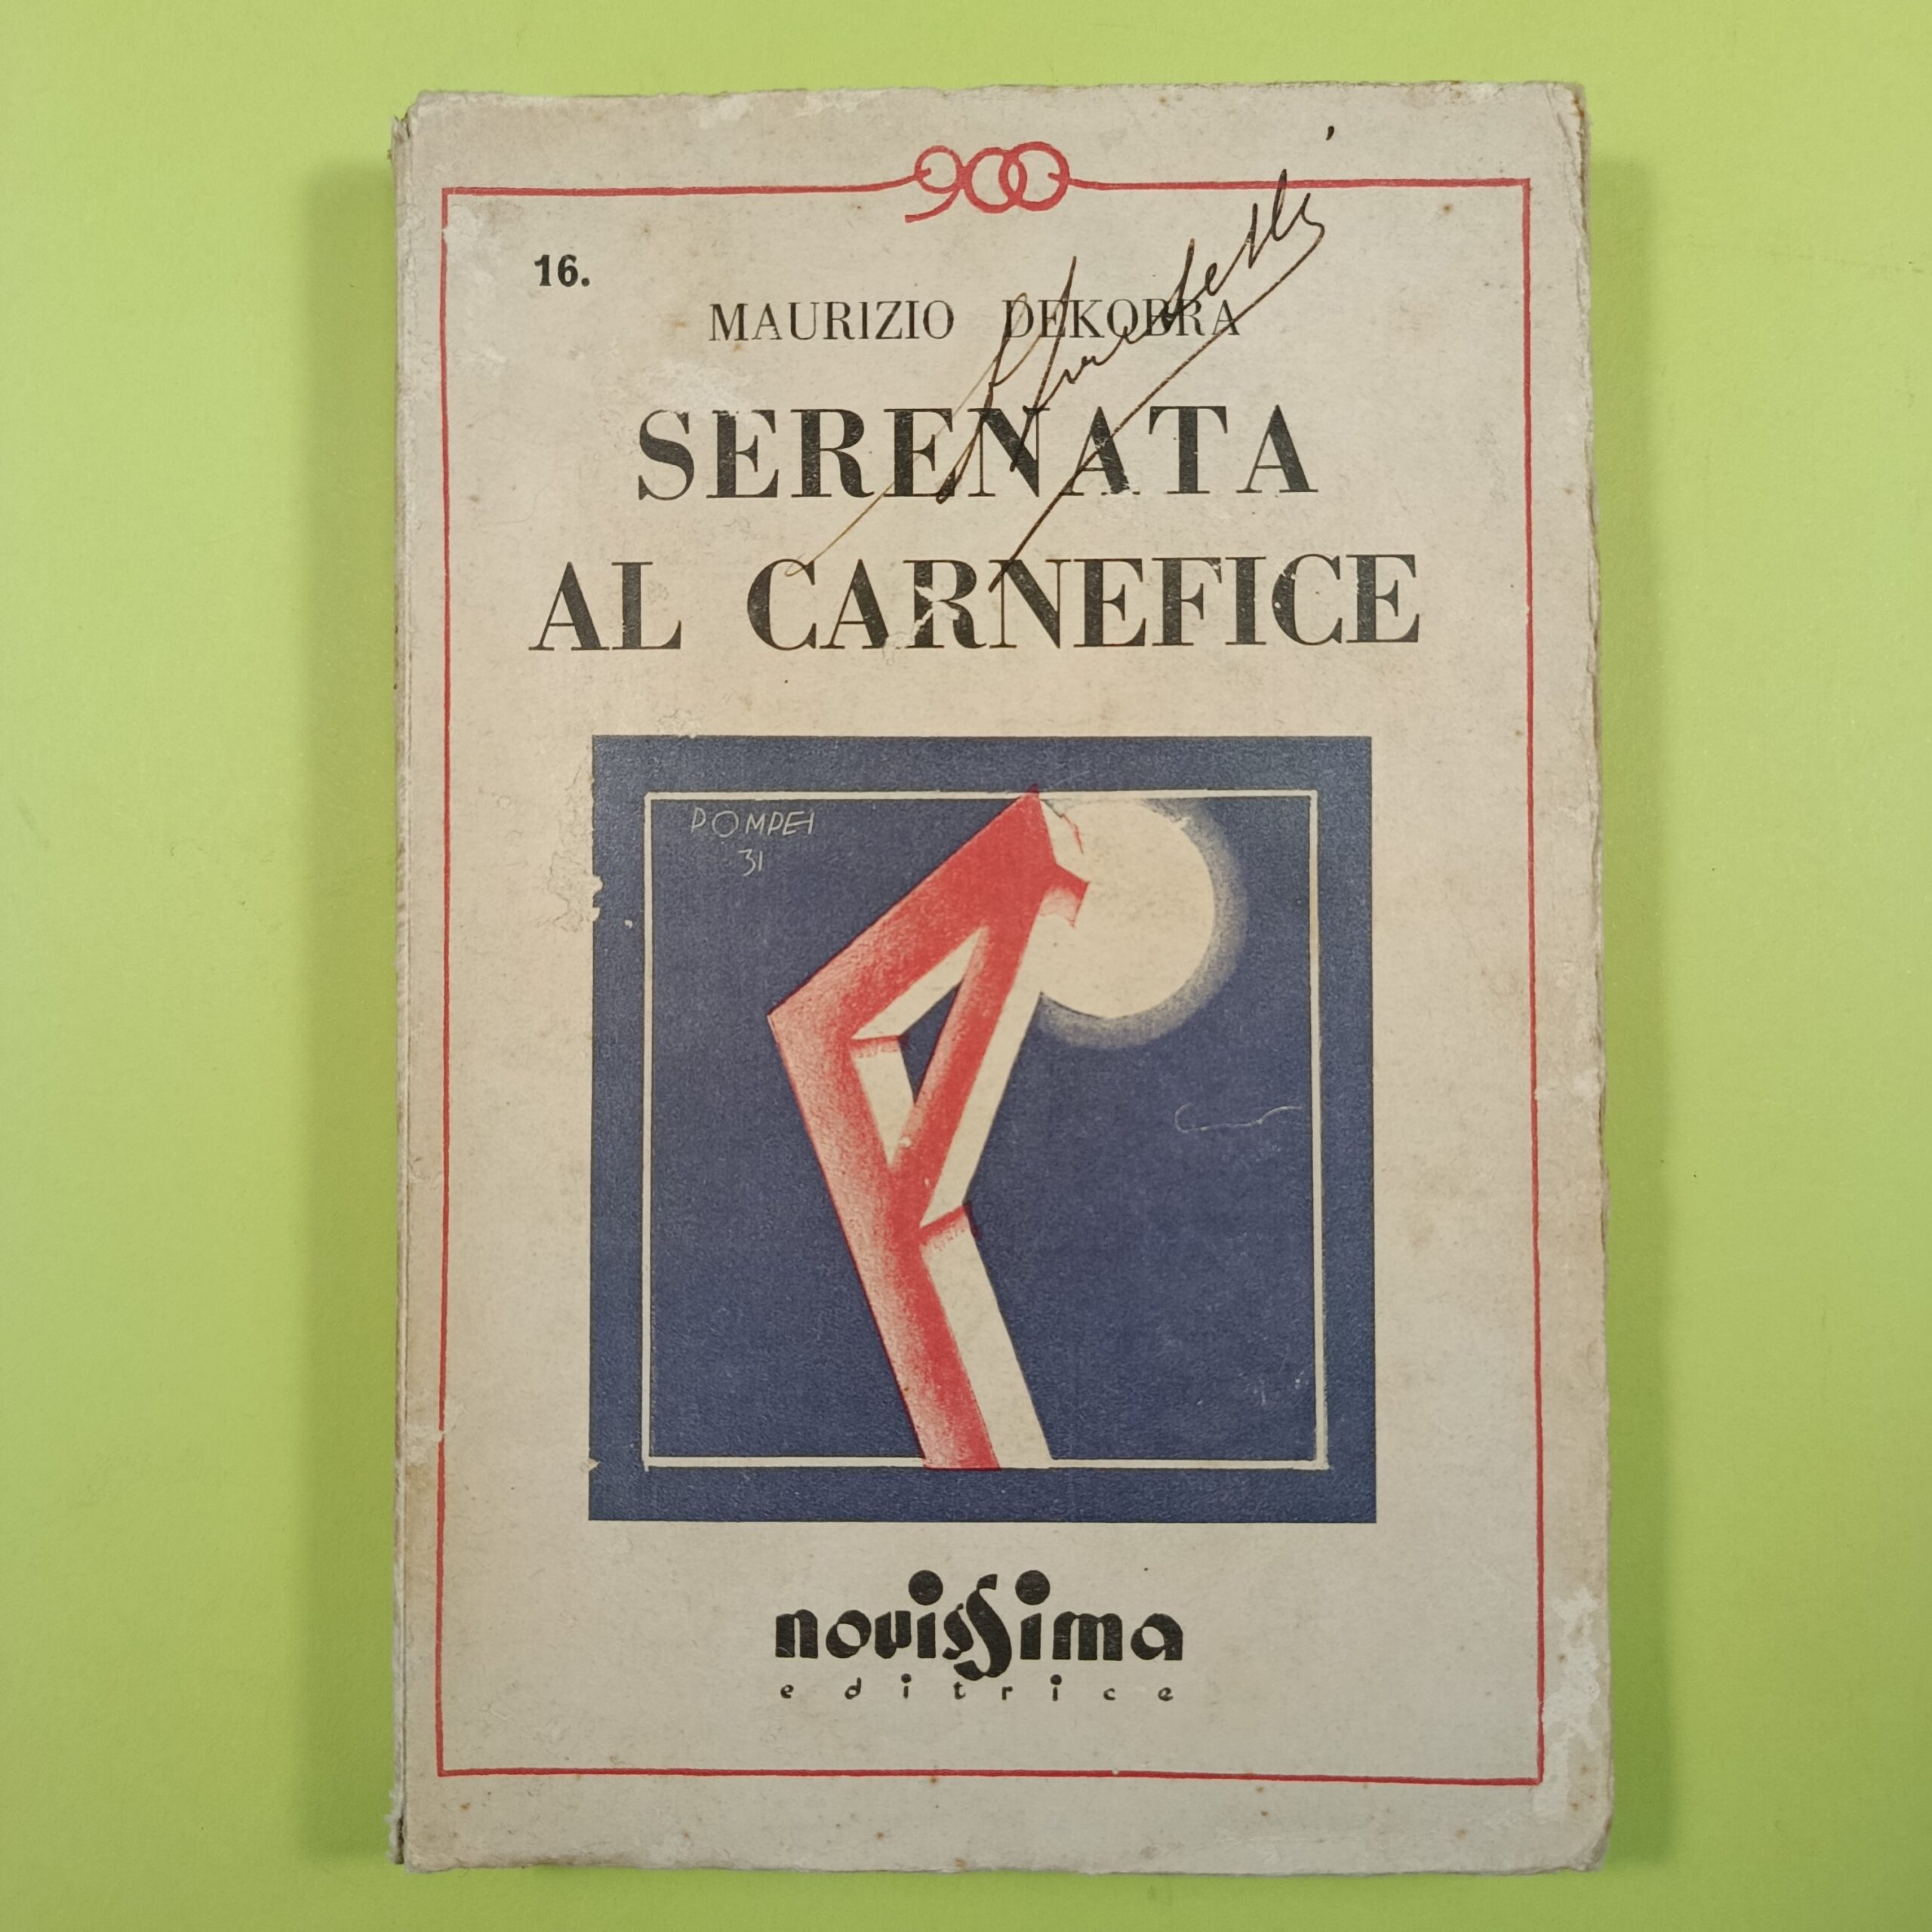 900
16.
MAURIZIO DEKOBRA
SERENATA
AL CARNEFICE
POMPEI
31
novissima
editrice